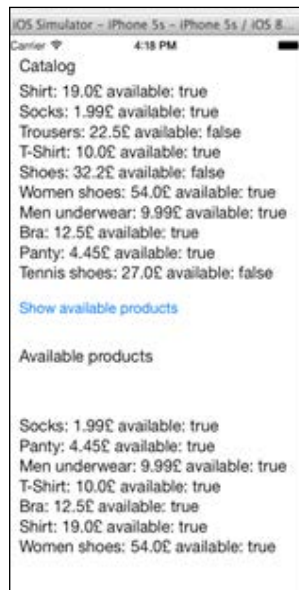 iOS Simulator – iPhone 5s – iPhone 5s / iOS 8...
Carrier 4:18 PM
Catalog
Shirt: 19.0£ available: true
Socks: 1.99£ available: true
Trousers: 22.5£ available: false
T-Shirt: 10.0£ available: true
Shoes: 32.2£ available: false
Women shoes: 54.0£ available: true
Men underwear: 9.99£ available: true
Bra: 12.5£ available: true
Panty: 4.45£ available: true
Tennis shoes: 27.0£ available: false
Show available products
Available products
Socks: 1.99£ available: true
Panty: 4.45£ available: true
Men underwear: 9.99£ available: true
T-Shirt: 10.0£ available: true
Bra: 12.5£ available: true
Shirt: 19.0£ available: true
Women shoes: 54.0£ available: true